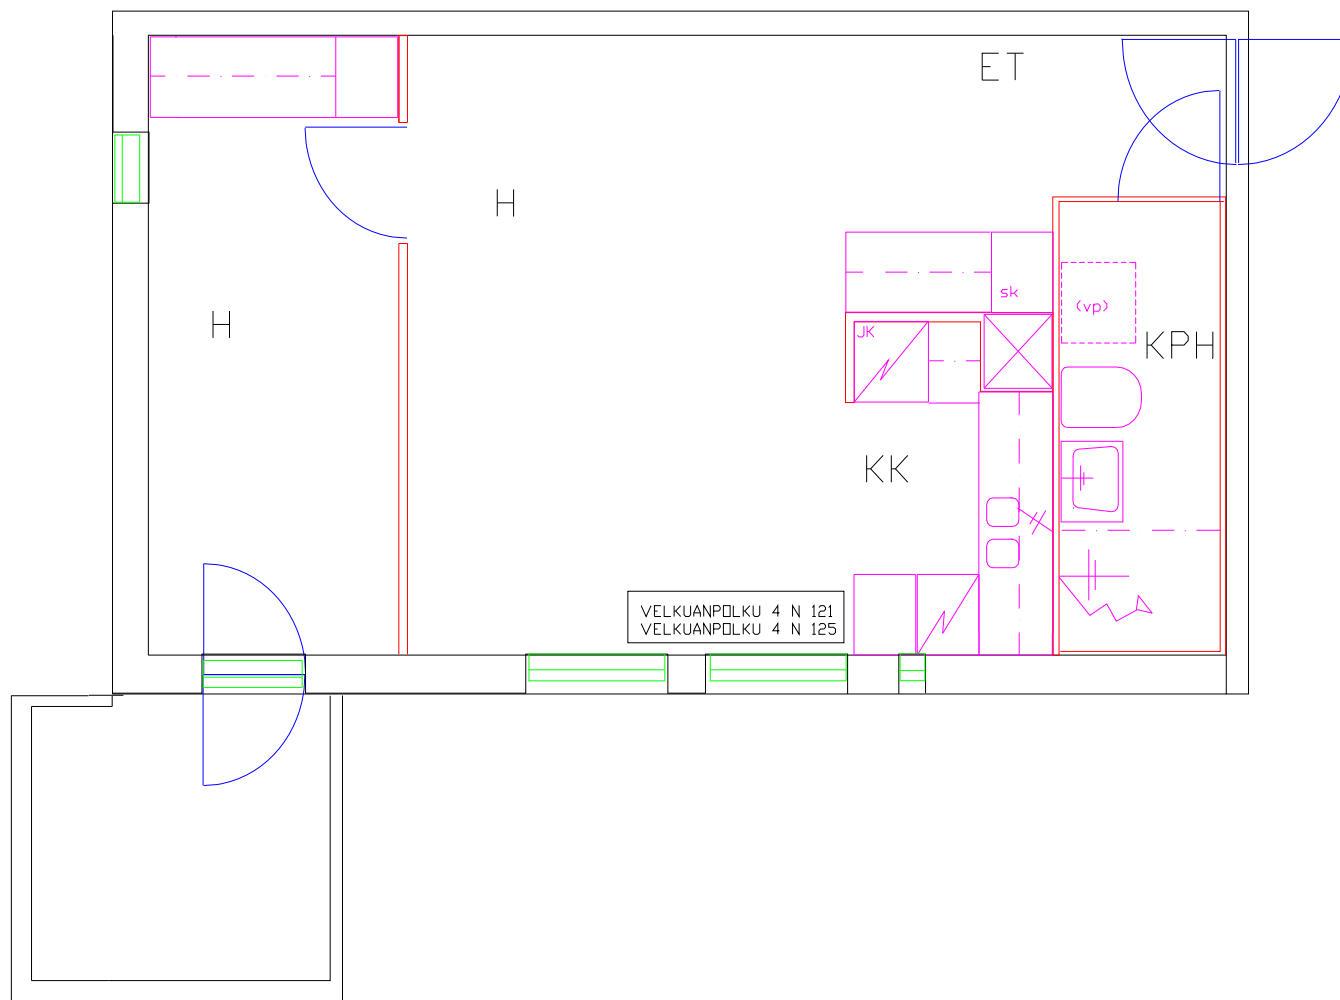 ET
H
sk
(vp)
H
JK
KPH
KK
VELKUANPOLKU 4 N 121
VELKUANPOLKU 4 N 125